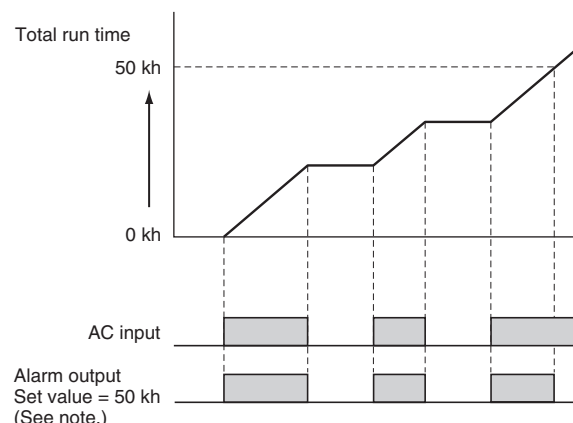 Total run time
50 kh
0 kh
AC input
Alarm output
Set value = 50 kh
(See note.)